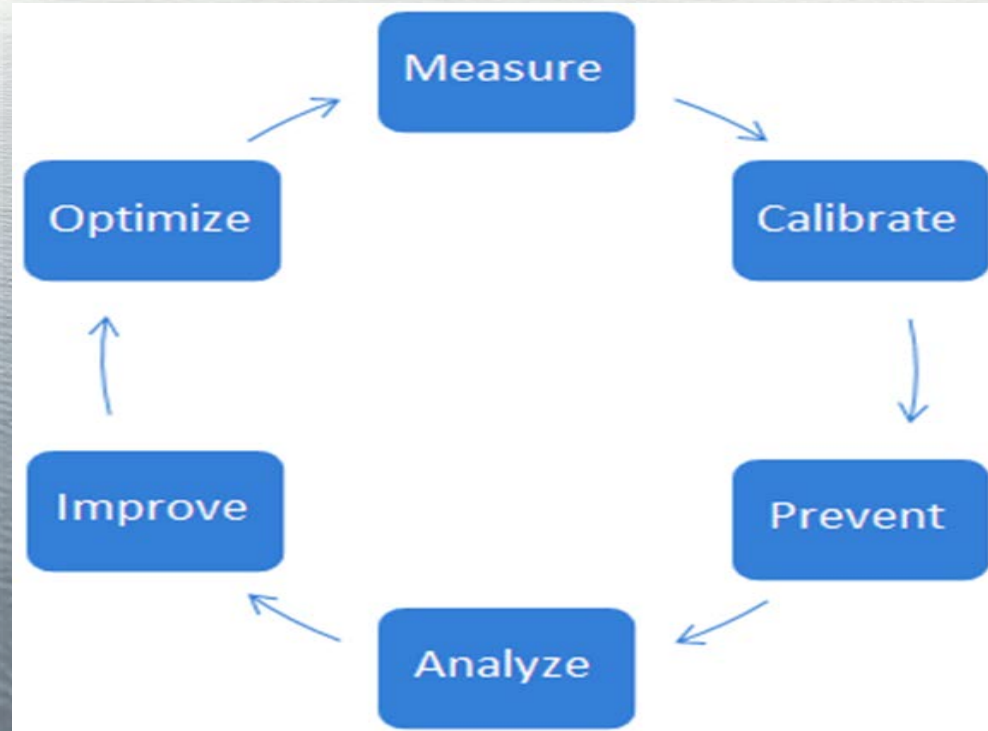 Measure
Calibrate
Prevent
Analyze
Improve
Optimize